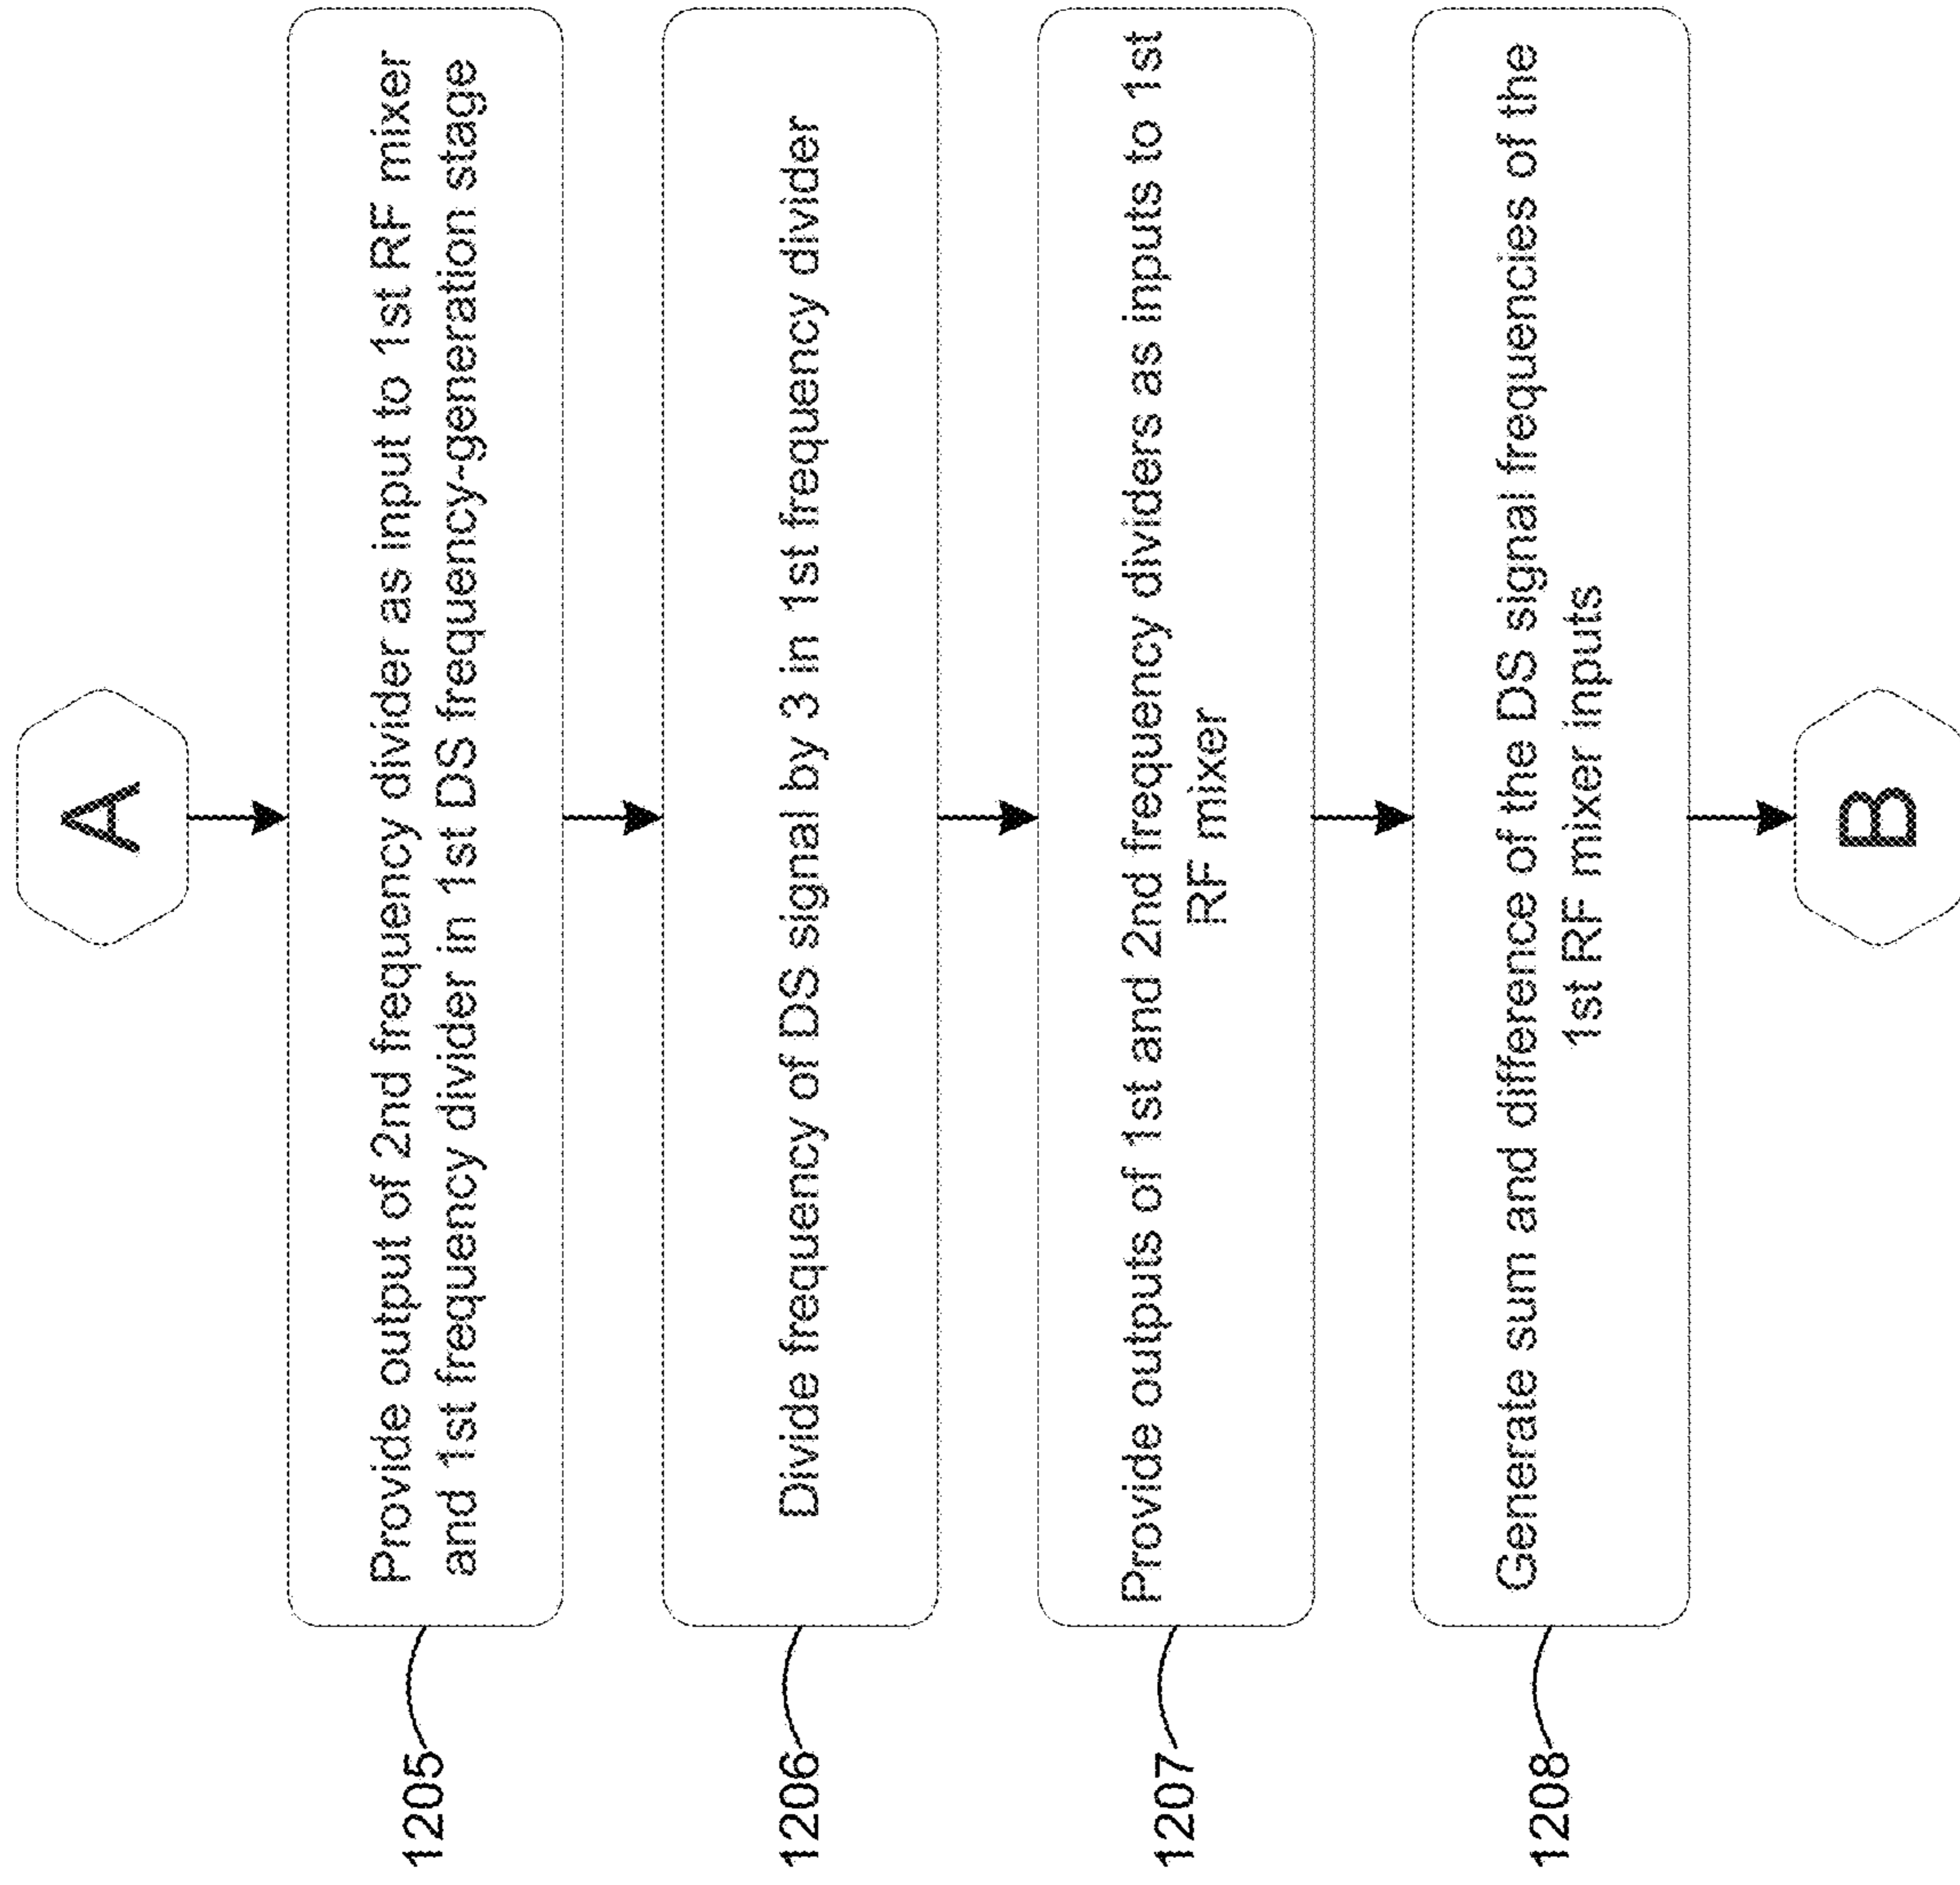 A
1205
Provide output of 2nd frequency divider as input to 1st RF mixer
and 1st frequency divider in 1st DS frequency-generation stage
1206
Divide frequency of DS signal by 3 in 1st frequency divider
1207
Provide outputs of 1st and 2nd frequency dividers as inputs to 1st
RF mixer
1208
Generate sum and difference of the DS signal frequencies of the
1st RF mixer inputs
B